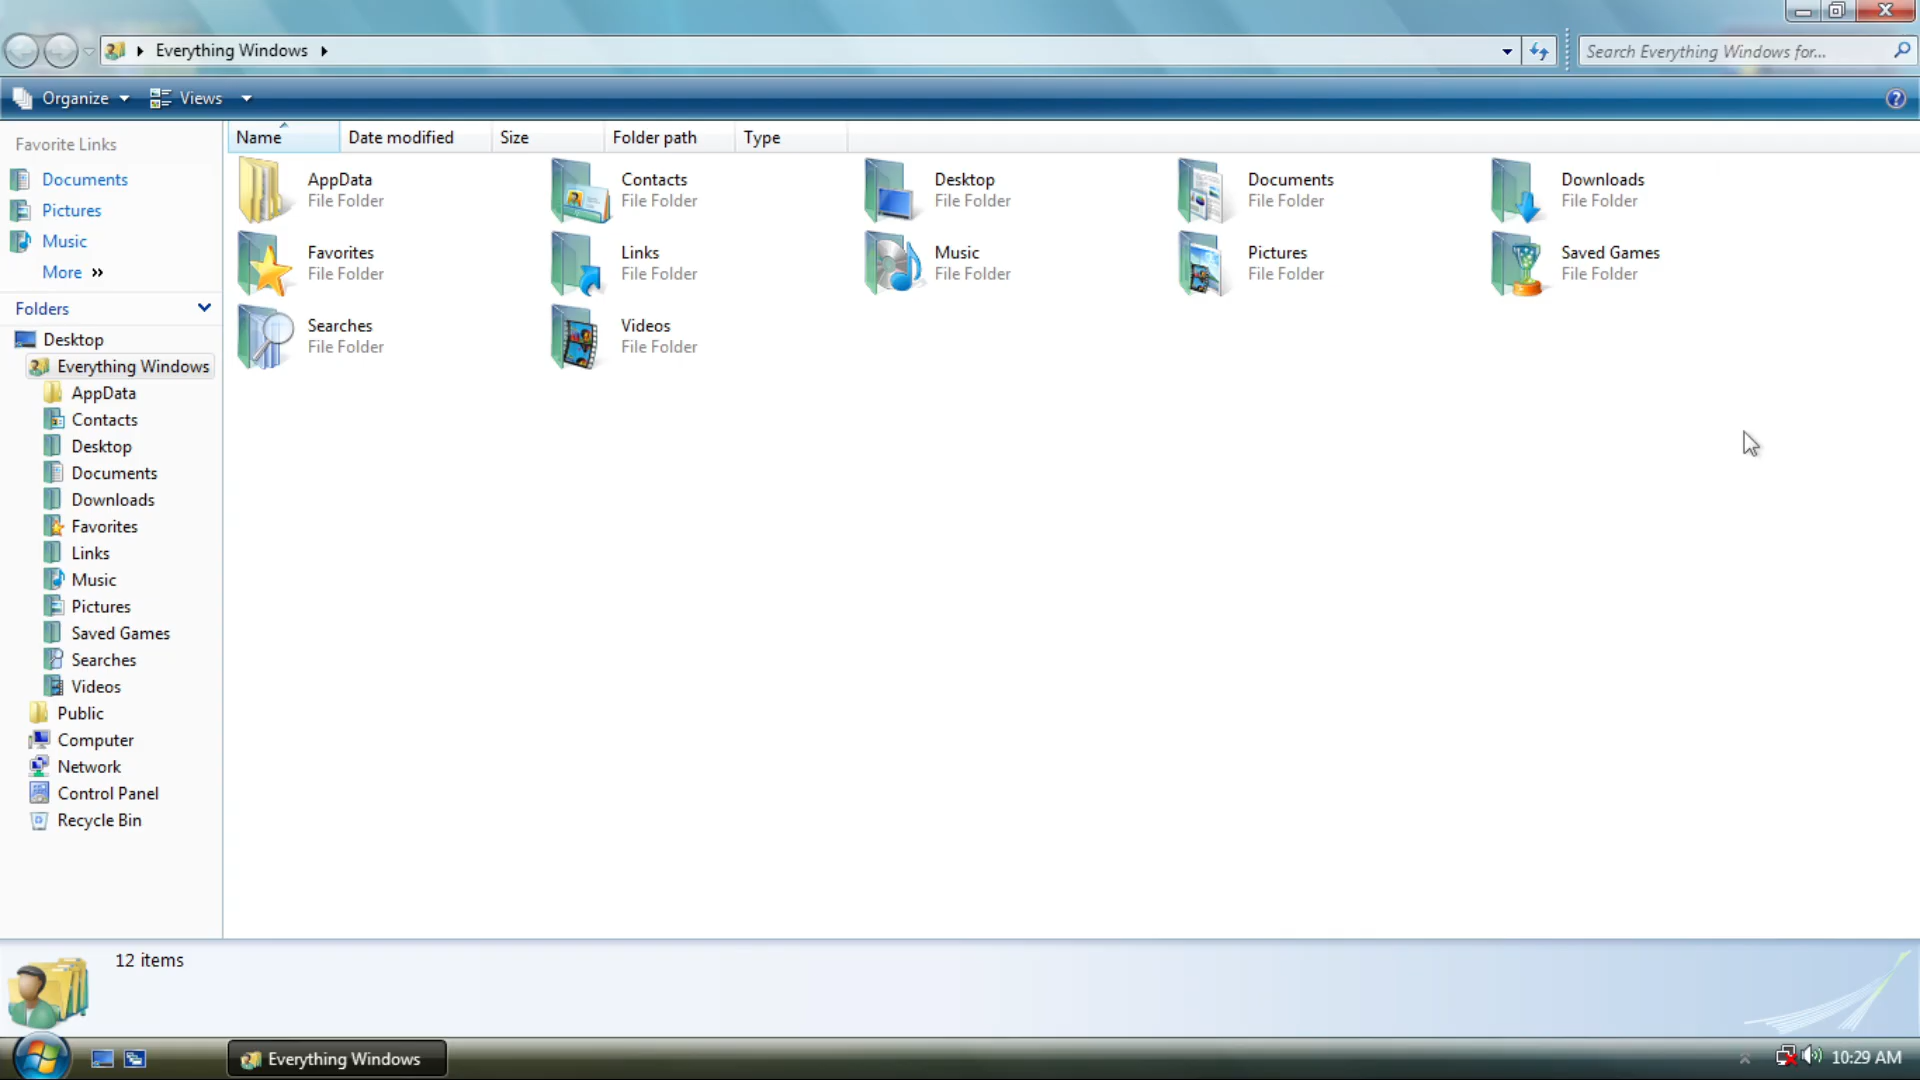 Everything Windows
Search Everything Windows for...
Organize
Views
Favorite Links
Documents
Pictures
Music
More »
Folders
Desktop
Everything Windows
AppData
Contacts
Desktop
Documents
Downloads
Favorites
Links
Music
Pictures
Saved Games
Searches
Videos
Public
Computer
Network
Control Panel
Recycle Bin
Name Date modified Size Folder path Type
AppData
File Folder
Contacts
File Folder
Desktop
File Folder
Documents
File Folder
Downloads
File Folder
Favorites
File Folder
Links
File Folder
Music
File Folder
Pictures
File Folder
Saved Games
File Folder
Searches
File Folder
Videos
File Folder
12 items
Everything Windows
10:29 AM